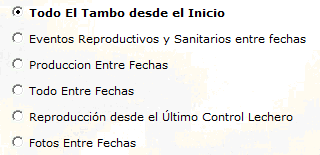 Todo El Tambo desde el Inicio
Eventos Reproductivos y Sanitarios entre fechas
Produccion Entre Fechas
Todo Entre Fechas
Reproducción desde el Último Control Lechero
Fotos Entre Fechas